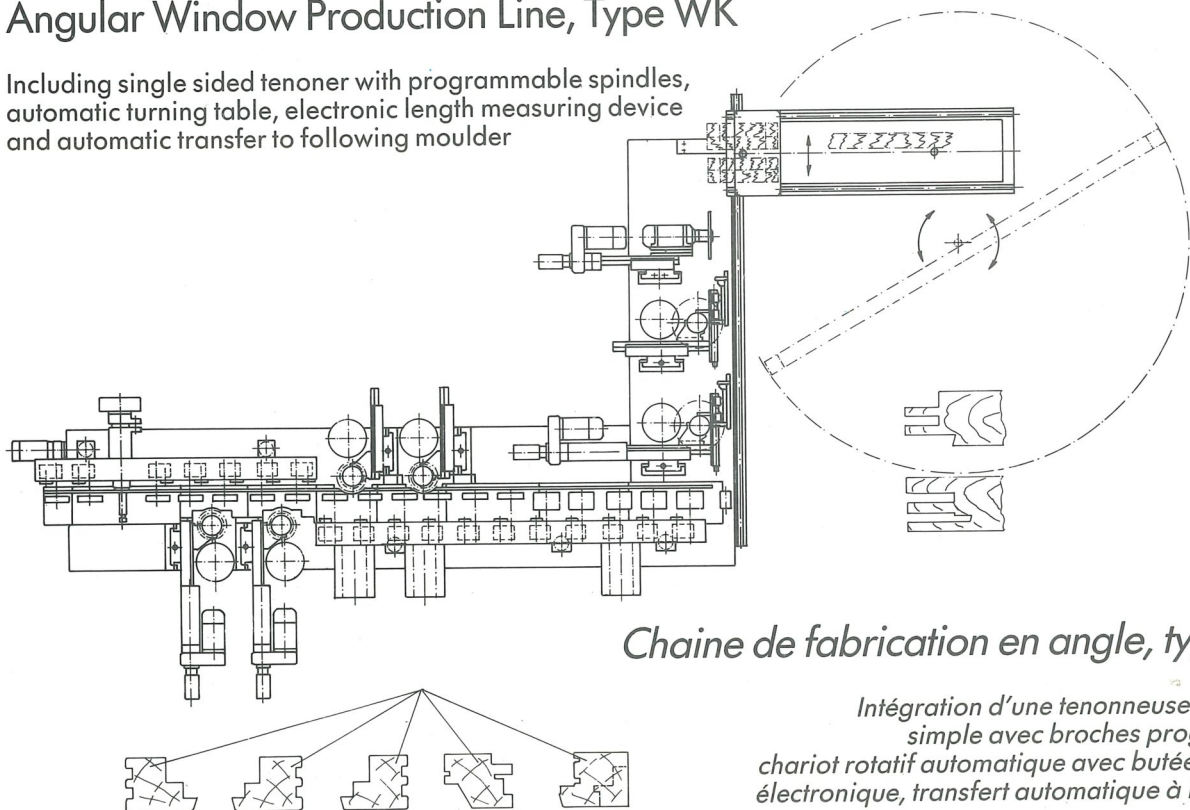 Angular Window Production Line, Type WK
Including single sided tenoner with programmable spindles,
automatic turning table, electronic length measuring device
and automatic transfer to following moulder
Chaine de fabrication en angle,
Intégration d'une tenonneuse
simple avec broches
chariot rotatif automatique avec butée
électronique, transfert automatique à